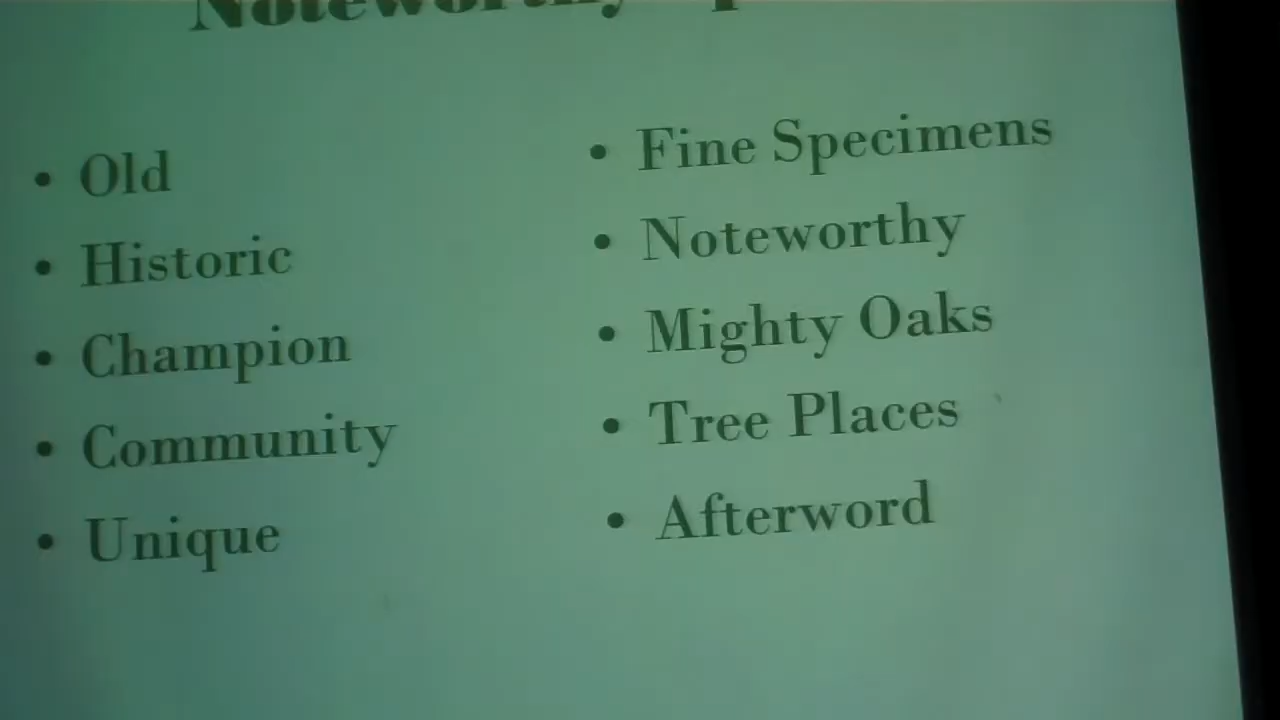 Noteworthy
• Old
• Historic
• Champion
• Community
• Unique
• Fine Specimens
• Noteworthy
• Mighty Oaks
• Tree Places
• Afterword